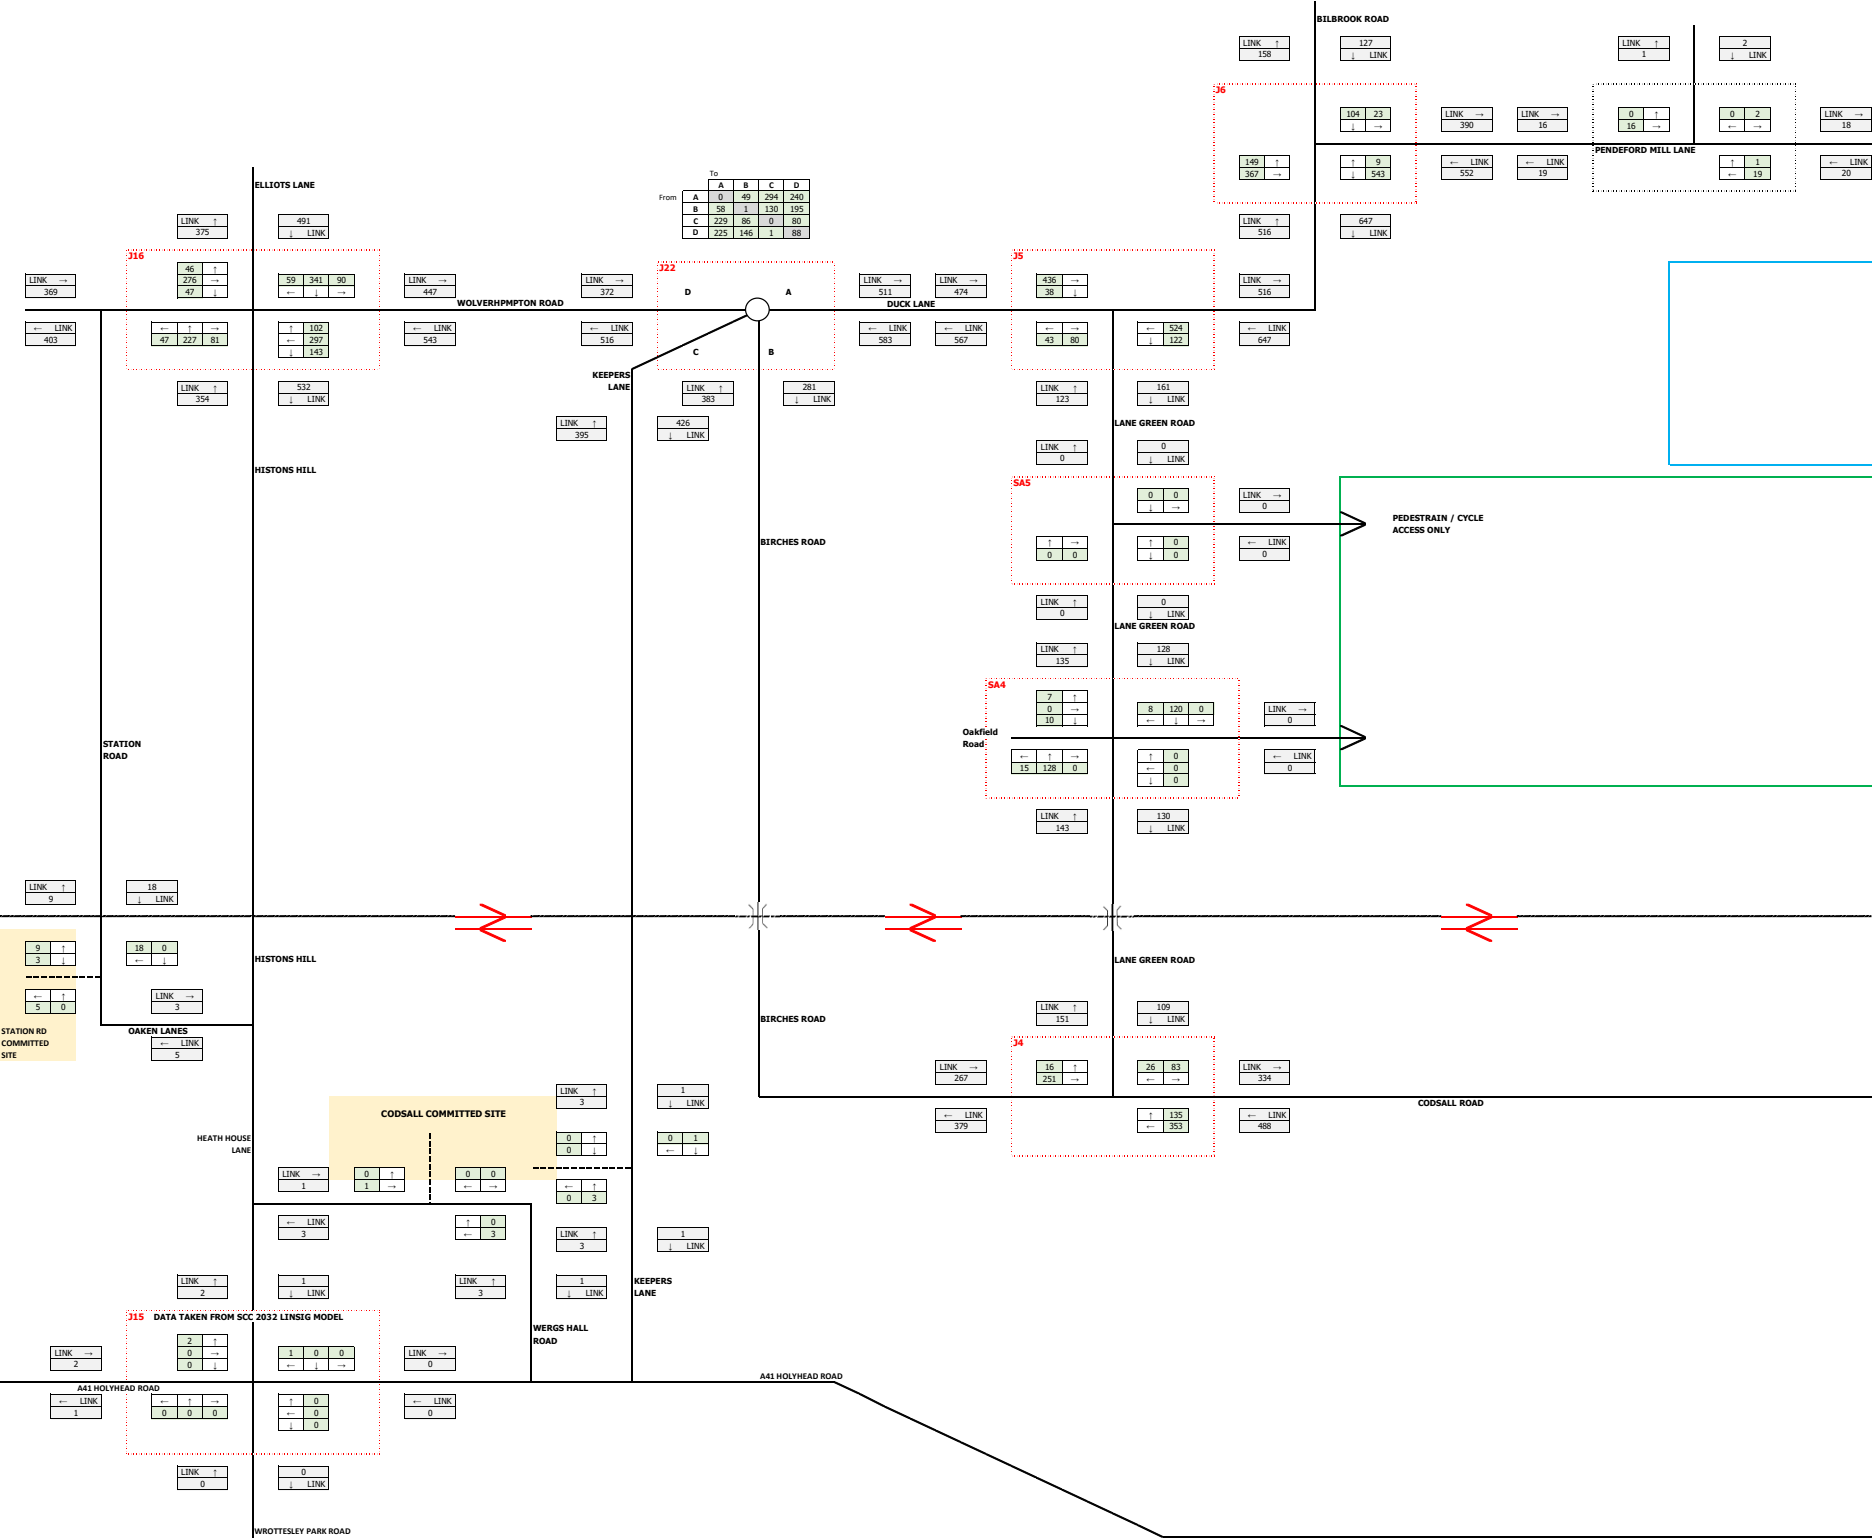 BILBROOK ROAD
LINK ↑ 127 LINK ↑ 2
158 ↓ LINK 1 ↓ LINK
J6
104 23 LINK → LINK → 0 ↑ 0 2 LINK →
↓ → 390 16 16 → ← → 18
PENDEFORD MILL LANE
149 ↑ ↑ 9 ← LINK ← LINK ↑ 1 ← LINK
367 → ↓ 543 552 19 ← 19 20
LINK ↑ 647
516 ↓ LINK
To
A B C D
From A 0 49 294 240
B 58 1 130 195
C 229 86 0 80
D 225 146 1 88
ELLIOTS LANE
LINK ↑ 491
375 ↓ LINK
J16
46 ↑
LINK → 276 → 59 341 90 LINK →
369 47 ↓ ← ↓ → 447
WOLVERHPMPTON ROAD
← LINK ← ↑ → ↑ 102 ← LINK
403 47 227 81 ← 297 543
↓ 143
LINK ↑ 532
354 ↓ LINK
J22
LINK → D A LINK →
372 511
DUCK LANE
← LINK ← LINK
516 583
C B
KEEPERS
LANE
LINK ↑ 281
383 ↓ LINK
LINK ↑ 426
395 ↓ LINK
J5
LINK → 436 → LINK →
474 38 ↓ 516
← LINK ← → ← 524 ← LINK
567 43 80 ↓ 122 647
LINK ↑ 161
123 ↓ LINK
LANE GREEN ROAD
LINK ↑ 0
0 ↓ LINK
HISTONS HILL
SA5
0 0 LINK →
↓ → 0
PEDESTRAIN / CYCLE
ACCESS ONLY
↑ → ↑ 0 ← LINK
0 0 ↓ 0 0
BIRCHES ROAD
LINK ↑ 0
0 ↓ LINK
LANE GREEN ROAD
LINK ↑ 128
135 ↓ LINK
SA4
7 ↑
0 → 8 120 0 LINK →
10 ↓ ← ↓ → 0
Oakfield
Road
← ↑ → ↑ 0 ← LINK
15 128 0 ← 0 0
↓ 0
LINK ↑ 130
143 ↓ LINK
STATION
ROAD
LINK ↑ 18
9 ↓ LINK
9 ↑ 18 0
3 ↓ ← ↓
HISTONS HILL
LANE GREEN ROAD
← ↑ LINK →
5 0 3
STATION RD
COMMITTED
SITE
OAKEN LANES
← LINK
5
BIRCHES ROAD
LINK ↑ 109
151 ↓ LINK
J4
LINK → 16 ↑ 26 83 LINK →
267 251 → ← → 334
CODSALL ROAD
← LINK ↑ 135 ← LINK
379 ← 353 488
LINK ↑ 1
3 ↓ LINK
CODSALL COMMITTED SITE
HEATH HOUSE
LANE
0 ↑ 0 1
0 ↓ ← ↓
LINK → 0 ↑ 0 0
1 1 → ← →
← ↑
0 3
← LINK ↑ 0
3 ← 3
LINK ↑ 1
3 ↓ LINK
LINK ↑ 1 LINK ↑ 1
2 ↓ LINK 3 ↓ LINK
KEEPERS
LANE
J15 DATA TAKEN FROM SCC 2032 LINSIG MODEL
WERGS HALL
ROAD
2 ↑
LINK → 0 → 1 0 0 LINK →
2 0 ↓ ← ↓ → 0
A41 HOLYHEAD ROAD
A41 HOLYHEAD ROAD
← LINK ← ↑ → ↑ 0 ← LINK
1 0 0 0 ← 0 0
↓ 0
LINK ↑ 0
0 ↓ LINK
WROTTESLEY PARK ROAD